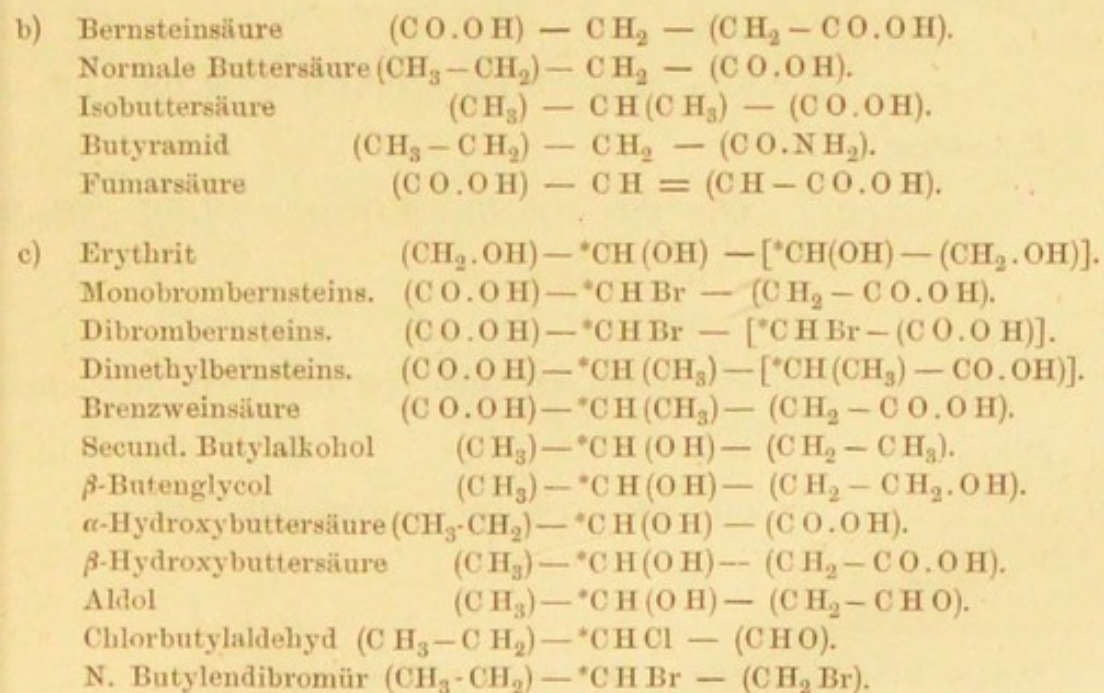 b) Bernsteinsäure (CO.OH) — CH₂ — (CH₂ – CO.OH).
Normale Buttersäure (CH₃–CH₂)— CH₂ — (CO.OH).
Isobuttersäure (CH₃) — CH(CH₃) — (CO.OH).
Butyramid (CH₃–CH₂) — CH₂ — (CO.NH₂).
Fumarsäure (CO.OH) — CH = (CH – CO.OH).
c) Erythrit (CH₂.OH)—*CH(OH) —[*CH(OH) — (CH₂.OH)].
Monobrombernsteins. (CO.OH)—*CHBr — (CH₂ – CO.OH).
Dibrombernsteins. (CO.OH)—*CHBr — [*CHBr–(CO.OH)].
Dimethylbernsteins. (CO.OH)—*CH(CH₃)—[*CH(CH₃) — CO.OH)].
Brenzweinsäure (CO.OH)—*CH(CH₃)— (CH₂ – CO.OH).
Secund. Butylalkohol (CH₃)—*CH(OH)— (CH₂ – CH₃).
β-Butenglycol (CH₃)—*CH(OH)— (CH₂ – CH₂.OH).
α-Hydroxybuttersäure (CH₃-CH₂)—*CH(OH) — (CO.OH).
β-Hydroxybuttersäure (CH₃)—*CH(OH)— (CH₂–CO.OH).
Aldol (CH₃)—*CH(OH)— (CH₂–CHO).
Chlorbutylaldehyd (CH₃–CH₂)—*CHCl — (CHO).
N. Butylendibromür (CH₃-CH₂)—*CHBr — (CH₂Br).